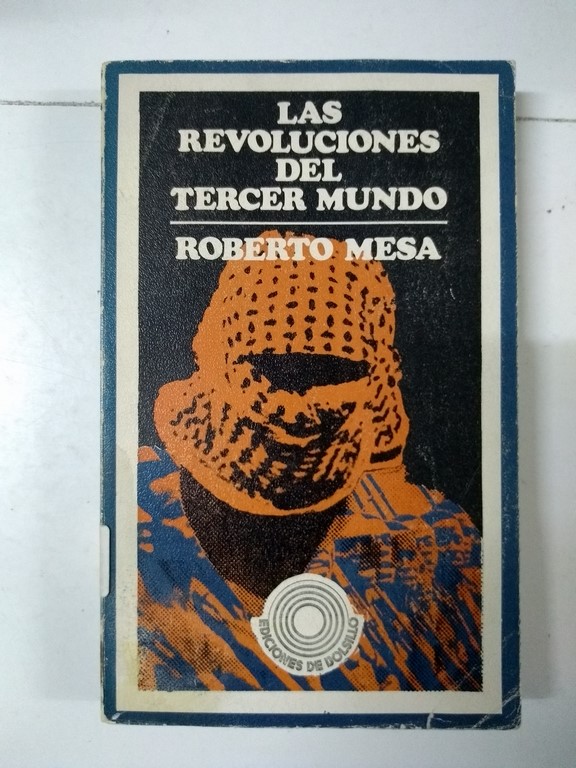 LAS
REVOLUCIONES
DEL
TERCER MUNDO
ROBERTO MESA
EDICIONES DE BOLSILLO